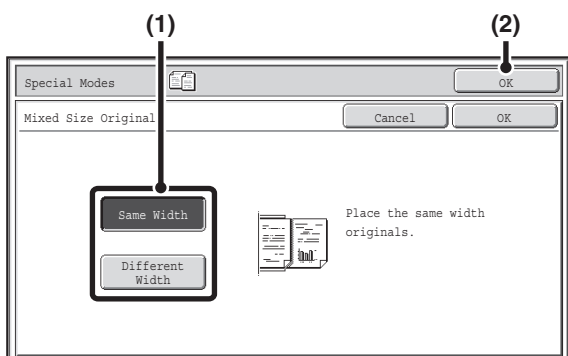 (1) (2)
Special Modes OK
Mixed Size Original Cancel OK
Same Width
Place the same width
originals.
Different
Width